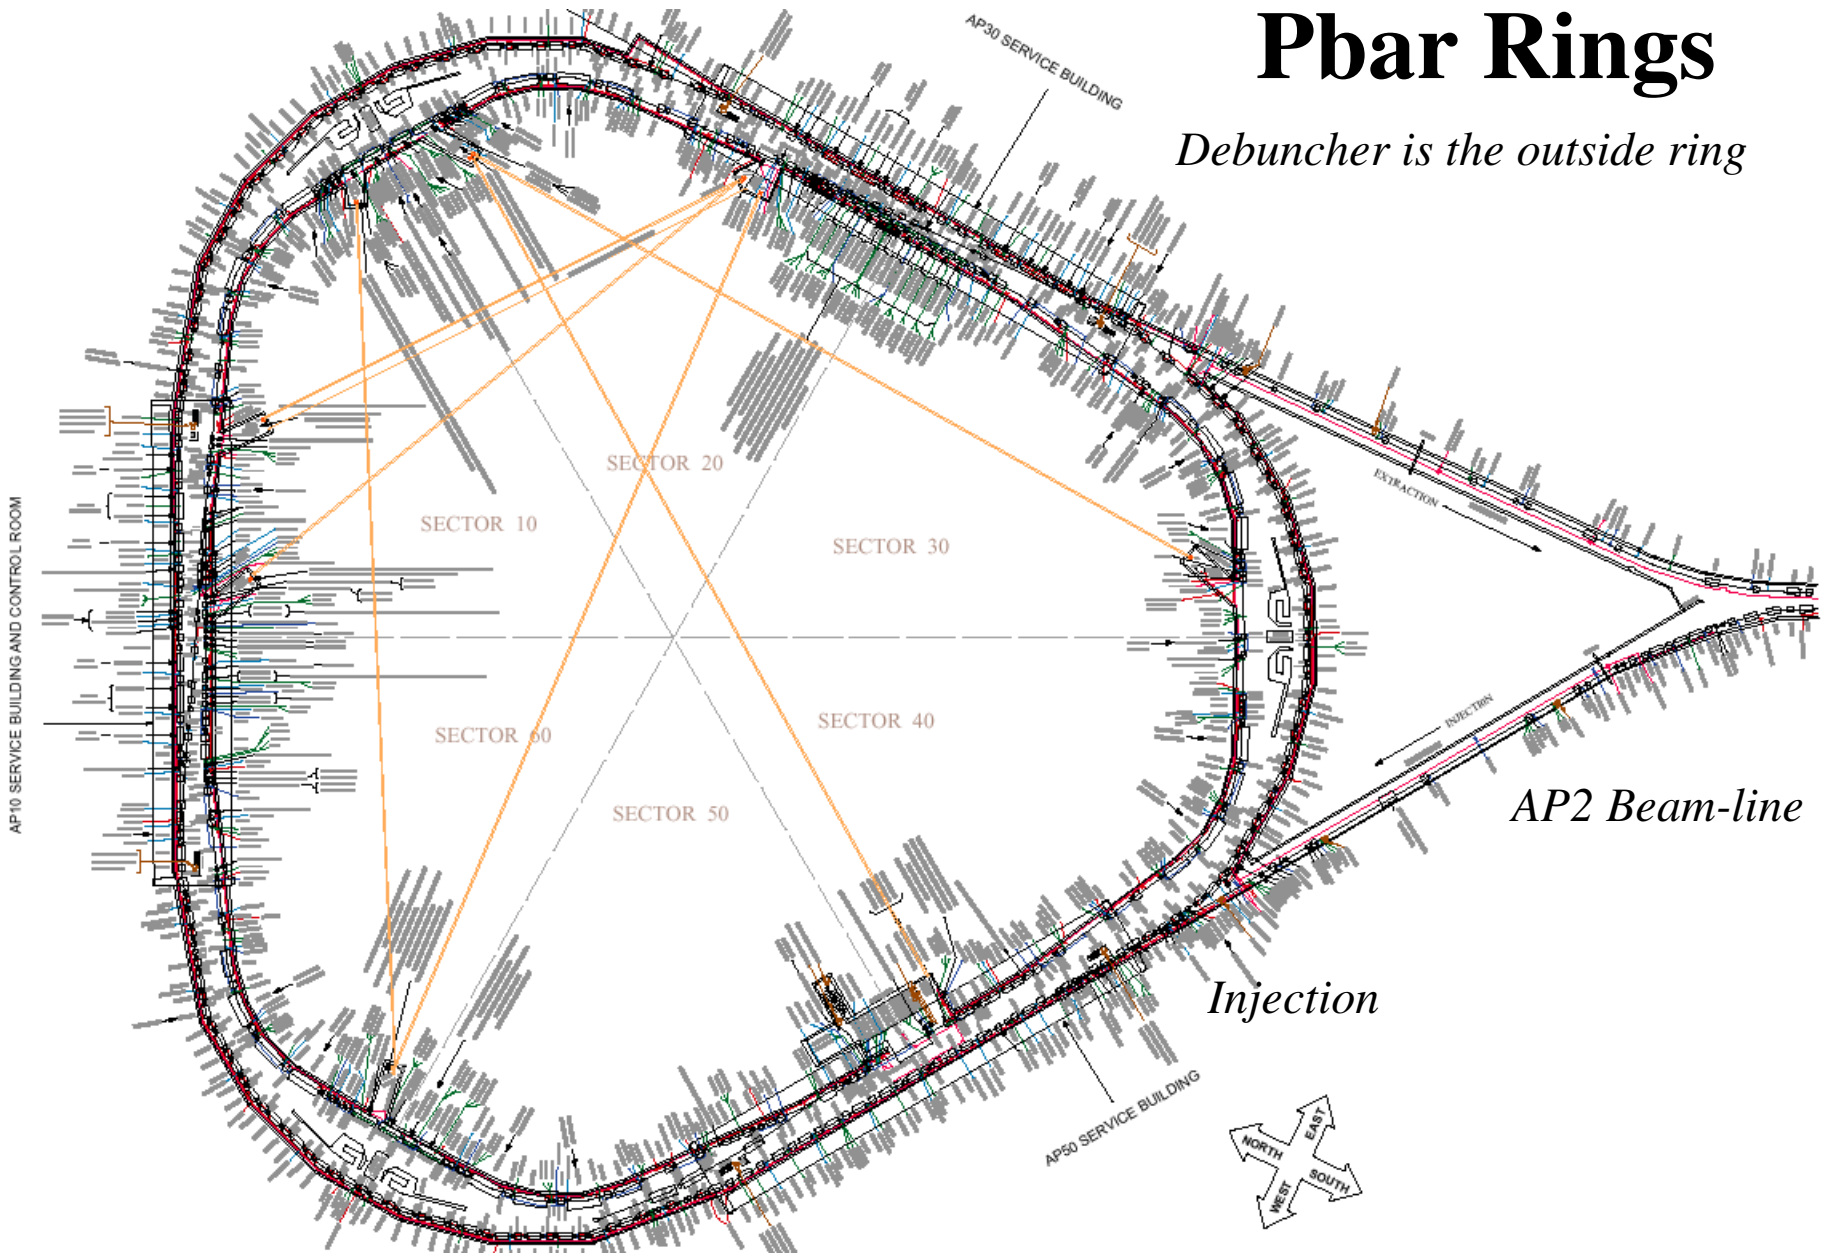 Pbar Rings
Debuncher is the outside ring
AP30 SERVICE BUILDING
SECTOR 20
SECTOR 10
SECTOR 30
EXTRACTION
AP10 SERVICE BUILDING AND CONTROL ROOM
SECTOR 60
SECTOR 40
INJECTION
SECTOR 50
AP2 Beam-line
Injection
AP50 SERVICE BUILDING
NORTH
EAST
SOUTH
WEST